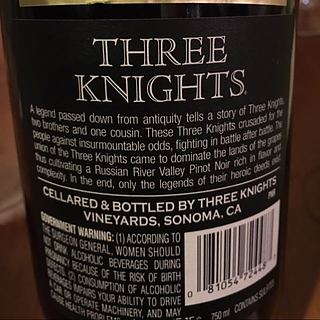 THREE
KNIGHTS
A legend passed down from antiquity tells a story of Three Knights,
two brothers and one cousin. These Three Knights crusaded for the
people against insurmountable odds, fighting in battle after battle. The
union of the Three Knights came to dominate the lands of the grape,
thus cultivating a Russian River Valley Pinot Noir rich in flavor and
complexity. In the end, only the legends of their heroic deeds
CELLARED & BOTTLED BY THREE KNIGHTS
VINEYARDS, SONOMA, CA
GOVERNMENT WARNING: (1) ACCORDING TO
THE SURGEON GENERAL, WOMEN SHOULD
NOT DRINK ALCOHOLIC BEVERAGES DURING
PREGNANCY BECAUSE OF THE RISK OF BIRTH
DEFECTS. (2) CONSUMPTION OF ALCOHOLIC
BEVERAGES IMPAIRS YOUR ABILITY TO DRIVE
A CAR OR OPERATE MACHINERY, AND MAY
CAUSE HEALTH PROBLEMS
750 ml CONTAINS SULFITES